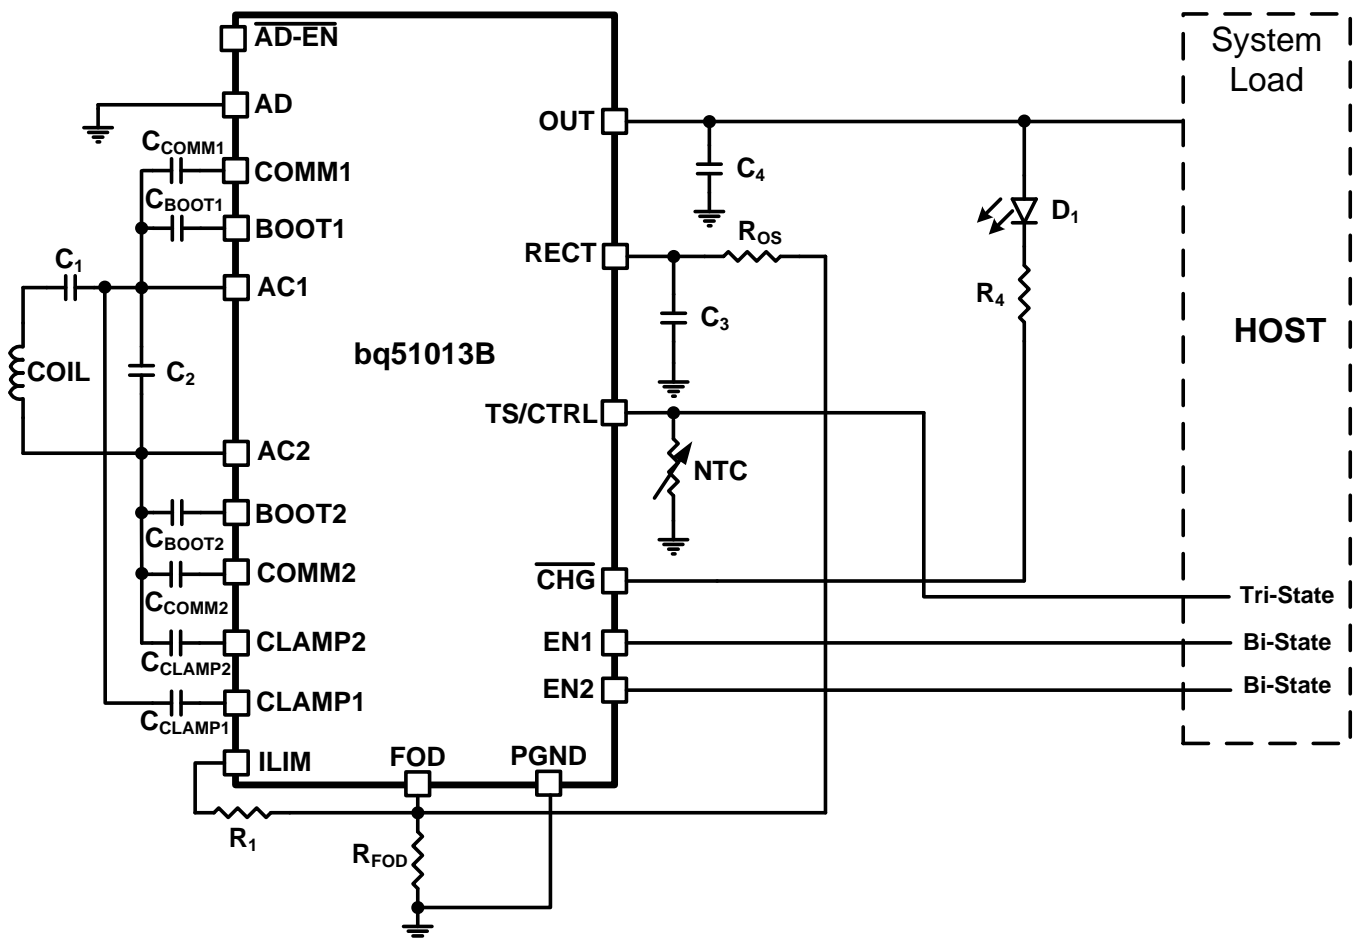 AD-EN
AD
COMM1
BOOT1
AC1
AC2
BOOT2
COMM2
CLAMP2
CLAMP1
ILIM
FOD
PGND
OUT
RECT
TS/CTRL
CHG
EN1
EN2
bq51013B
CCOMM1
CBOOT1
C1
COIL
C2
CBOOT2
CCOMM2
CCLAMP2
CCLAMP1
R1
RFOD
C4
ROS
C3
NTC
D1
R4
System
Load
HOST
Tri-State
Bi-State
Bi-State